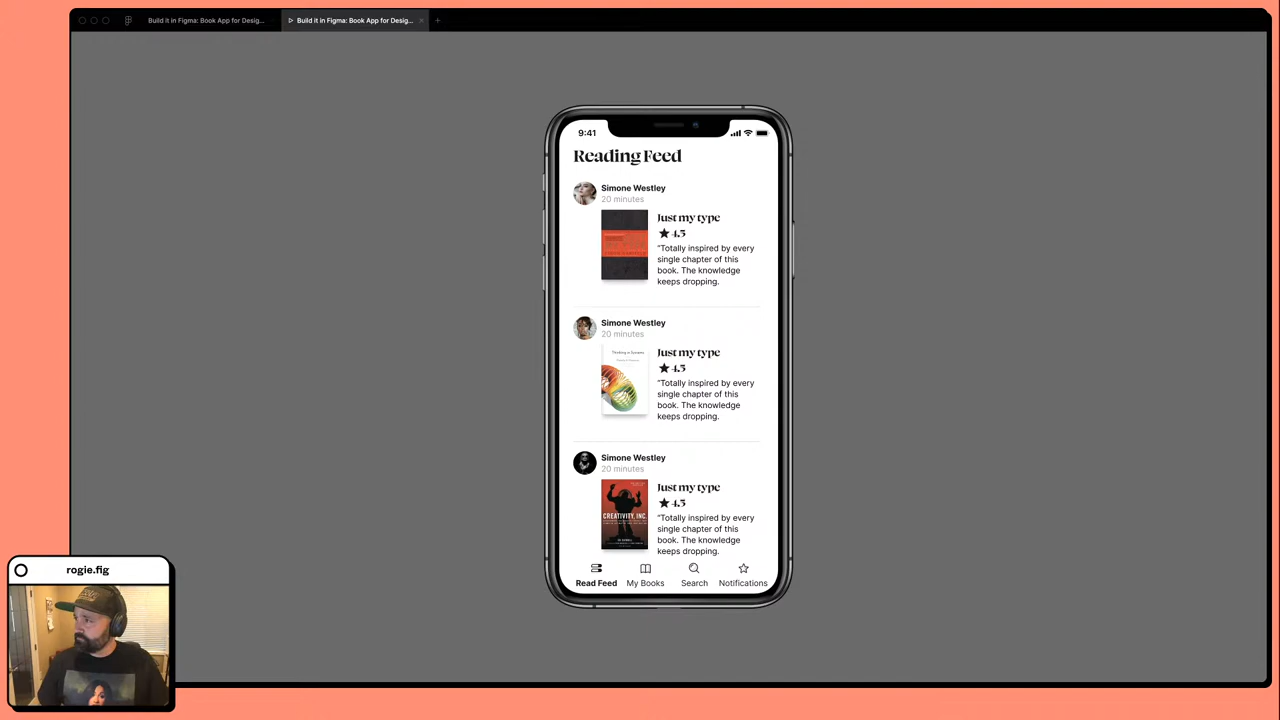 Build it in Figma: Book App for Desig...
Build it in Figma: Book App for Desig...
9:41
Reading Feed
Simone Westley
20 minutes
Just my type
4.5
“Totally inspired by every
single chapter of this
book. The knowledge
keeps dropping.
Simone Westley
20 minutes
Thinking in Systems
Just my type
4.5
“Totally inspired by every
single chapter of this
book. The knowledge
keeps dropping.
Simone Westley
20 minutes
CREATIVITY, INC.
Just my type
4.5
“Totally inspired by every
single chapter of this
book. The knowledge
keeps dropping.
Read Feed
My Books
Search
Notifications
rogie.fig